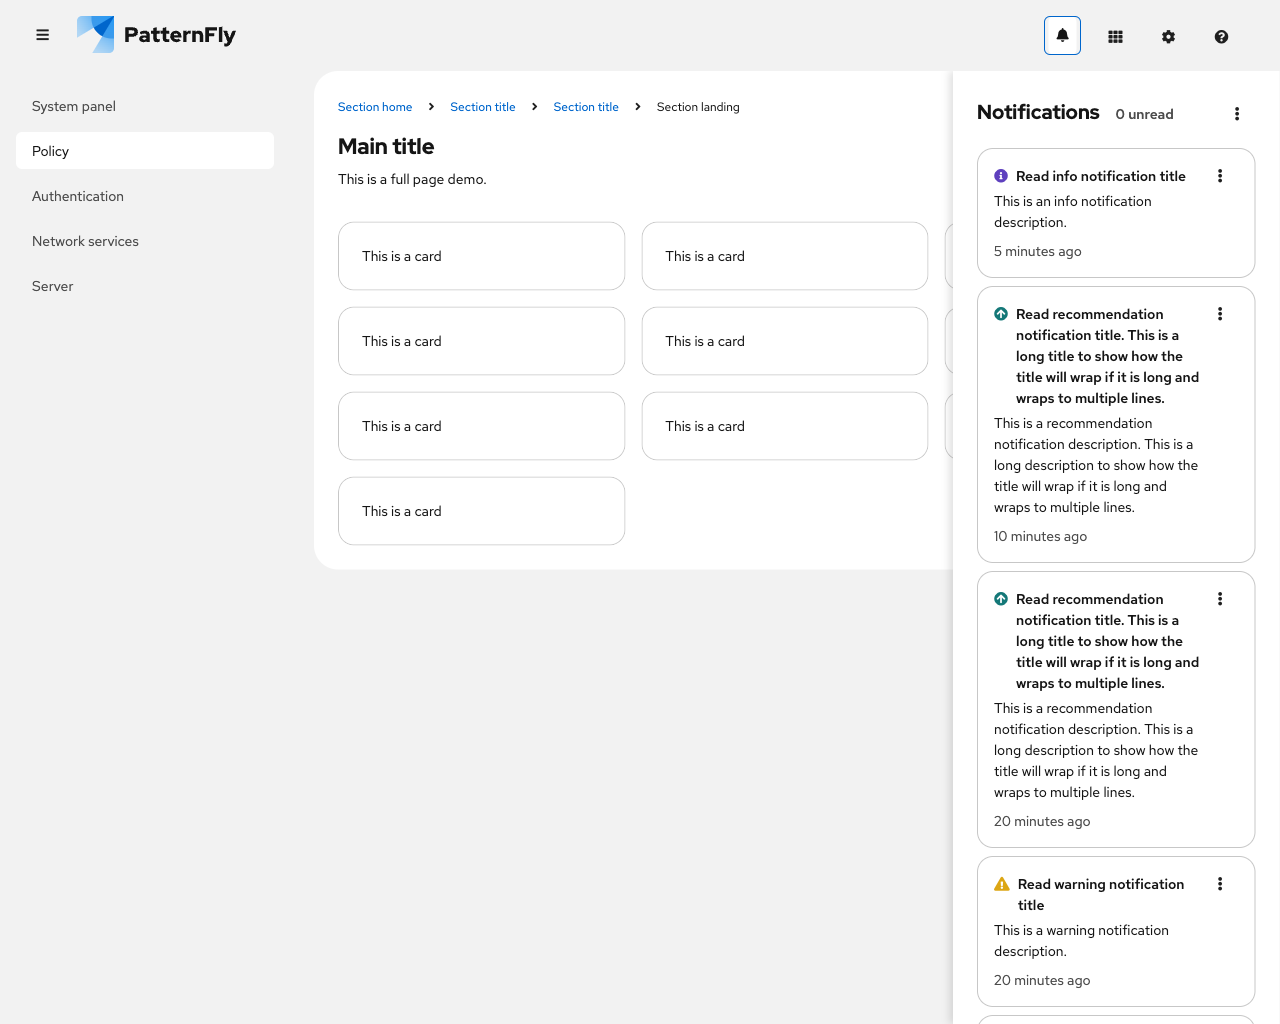 PatternFly
System panel
Policy
Authentication
Network services
Server
Section home
Section title
Section title
Section landing
Main title
This is a full page demo.
This is a card
This is a card
This is a card
This is a card
This is a card
This is a card
This is a card
Notifications
0 unread
Read info notification title
This is an info notification
description.
5 minutes ago
Read recommendation
notification title. This is a
long title to show how the
title will wrap if it is long and
wraps to multiple lines.
This is a recommendation
notification description. This is a
long description to show how the
title will wrap if it is long and
wraps to multiple lines.
10 minutes ago
Read recommendation
notification title. This is a
long title to show how the
title will wrap if it is long and
wraps to multiple lines.
This is a recommendation
notification description. This is a
long description to show how the
title will wrap if it is long and
wraps to multiple lines.
20 minutes ago
Read warning notification
title
This is a warning notification
description.
20 minutes ago